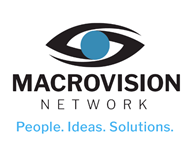 MACROVISION
NETWORK
People. Ideas. Solutions.